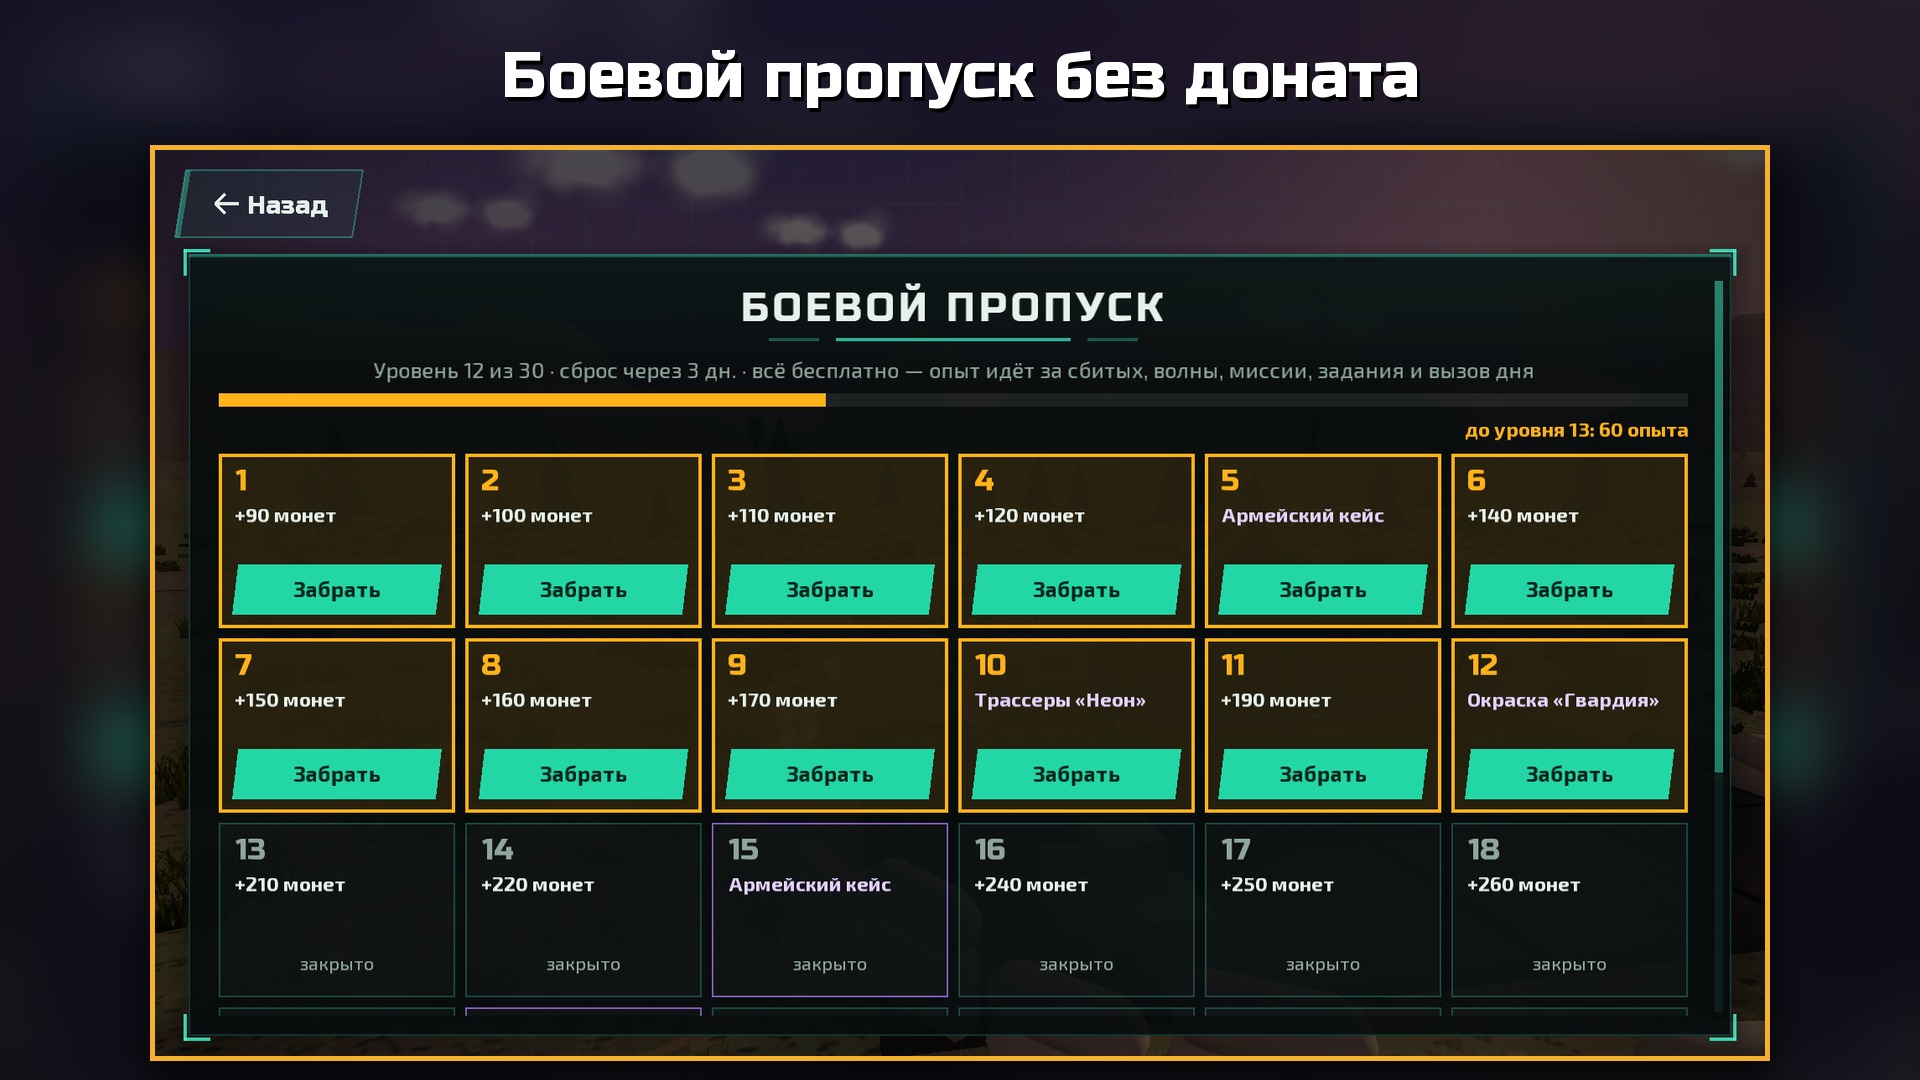 Боевой пропуск без доната
← Назад
БОЕВОЙ ПРОПУСК
Уровень 12 из 30 · сброс через 3 дн. · всё бесплатно — опыт идёт за сбитых, волны, миссии, задания и вызов дня
до уровня 13: 60 опыта
1 2 3 4 5 6
+90 монет +100 монет +110 монет +120 монет Армейский кейс +140 монет
Забрать Забрать Забрать Забрать Забрать Забрать
7 8 9 10 11 12
+150 монет +160 монет +170 монет Трассеры «Неон» +190 монет Окраска «Гвардия»
Забрать Забрать Забрать Забрать Забрать Забрать
13 14 15 16 17 18
+210 монет +220 монет Армейский кейс +240 монет +250 монет +260 монет
закрыто закрыто закрыто закрыто закрыто закрыто